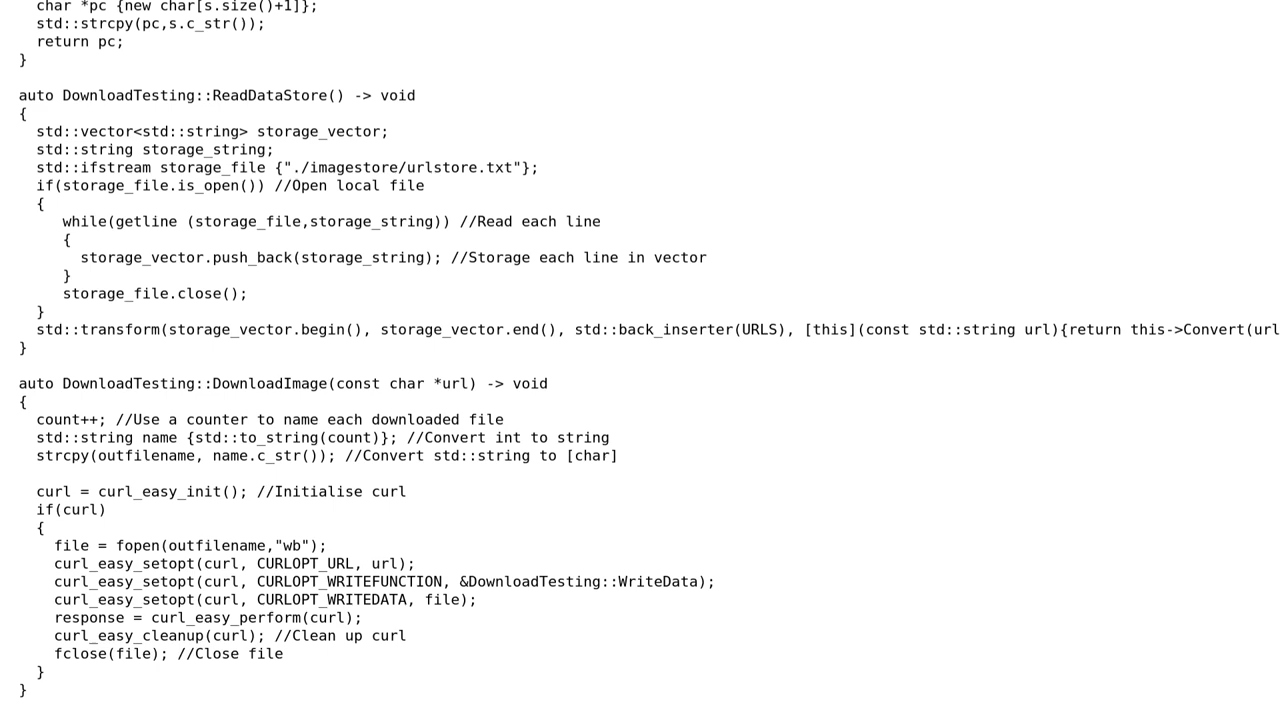 char *pc {new char[s.size()+1]};
std::strcpy(pc,s.c_str());
return pc;
}
auto DownloadTesting::ReadDataStore() -> void
{
std::vector<std::string> storage_vector;
std::string storage_string;
std::ifstream storage_file {"./imagestore/urlstore.txt"};
if(storage_file.is_open()) //Open local file
{
while(getline (storage_file,storage_string)) //Read each line
{
storage_vector.push_back(storage_string); //Storage each line in vector
}
storage_file.close();
}
std::transform(storage_vector.begin(), storage_vector.end(), std::back_inserter(URLS), [this](const std::string url){return this->Convert(url
}
auto DownloadTesting::DownloadImage(const char *url) -> void
{
count++; //Use a counter to name each downloaded file
std::string name {std::to_string(count)}; //Convert int to string
strcpy(outfilename, name.c_str()); //Convert std::string to [char]
curl = curl_easy_init(); //Initialise curl
if(curl)
{
file = fopen(outfilename,"wb");
curl_easy_setopt(curl, CURLOPT_URL, url);
curl_easy_setopt(curl, CURLOPT_WRITEFUNCTION, &DownloadTesting::WriteData);
curl_easy_setopt(curl, CURLOPT_WRITEDATA, file);
response = curl_easy_perform(curl);
curl_easy_cleanup(curl); //Clean up curl
fclose(file); //Close file
}
}